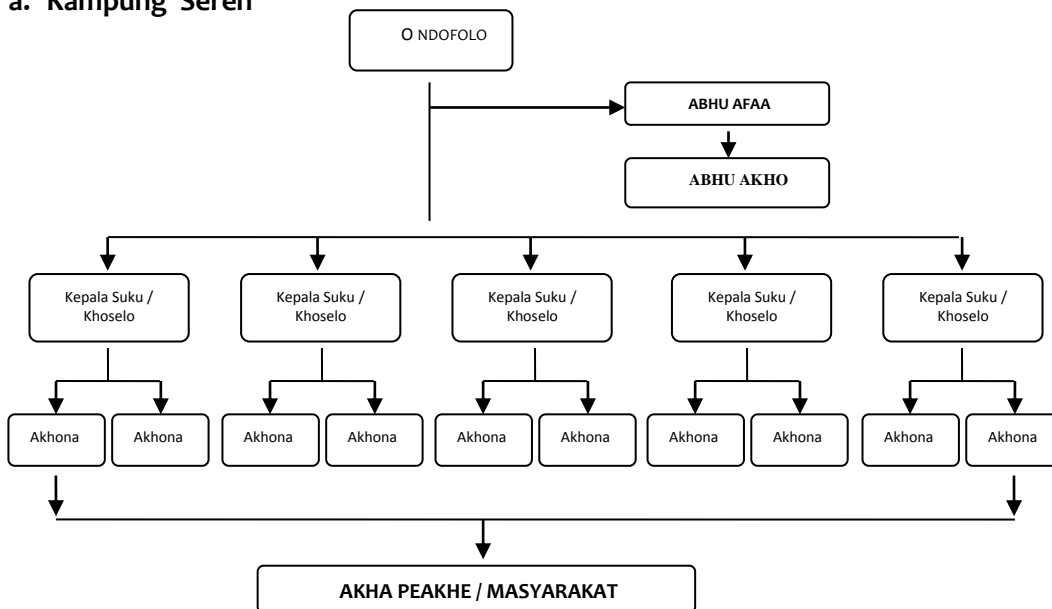 a. Kampung Sereh
O NDOFOLO
ABHU AFAA
ABHU AKHO
Kepala Suku /
Khoselo
Kepala Suku /
Khoselo
Kepala Suku /
Khoselo
Kepala Suku /
Khoselo
Kepala Suku /
Khoselo
Akhona
Akhona
Akhona
Akhona
Akhona
Akhona
Akhona
Akhona
Akhona
Akhona
AKHA PEAKHE / MASYARAKAT